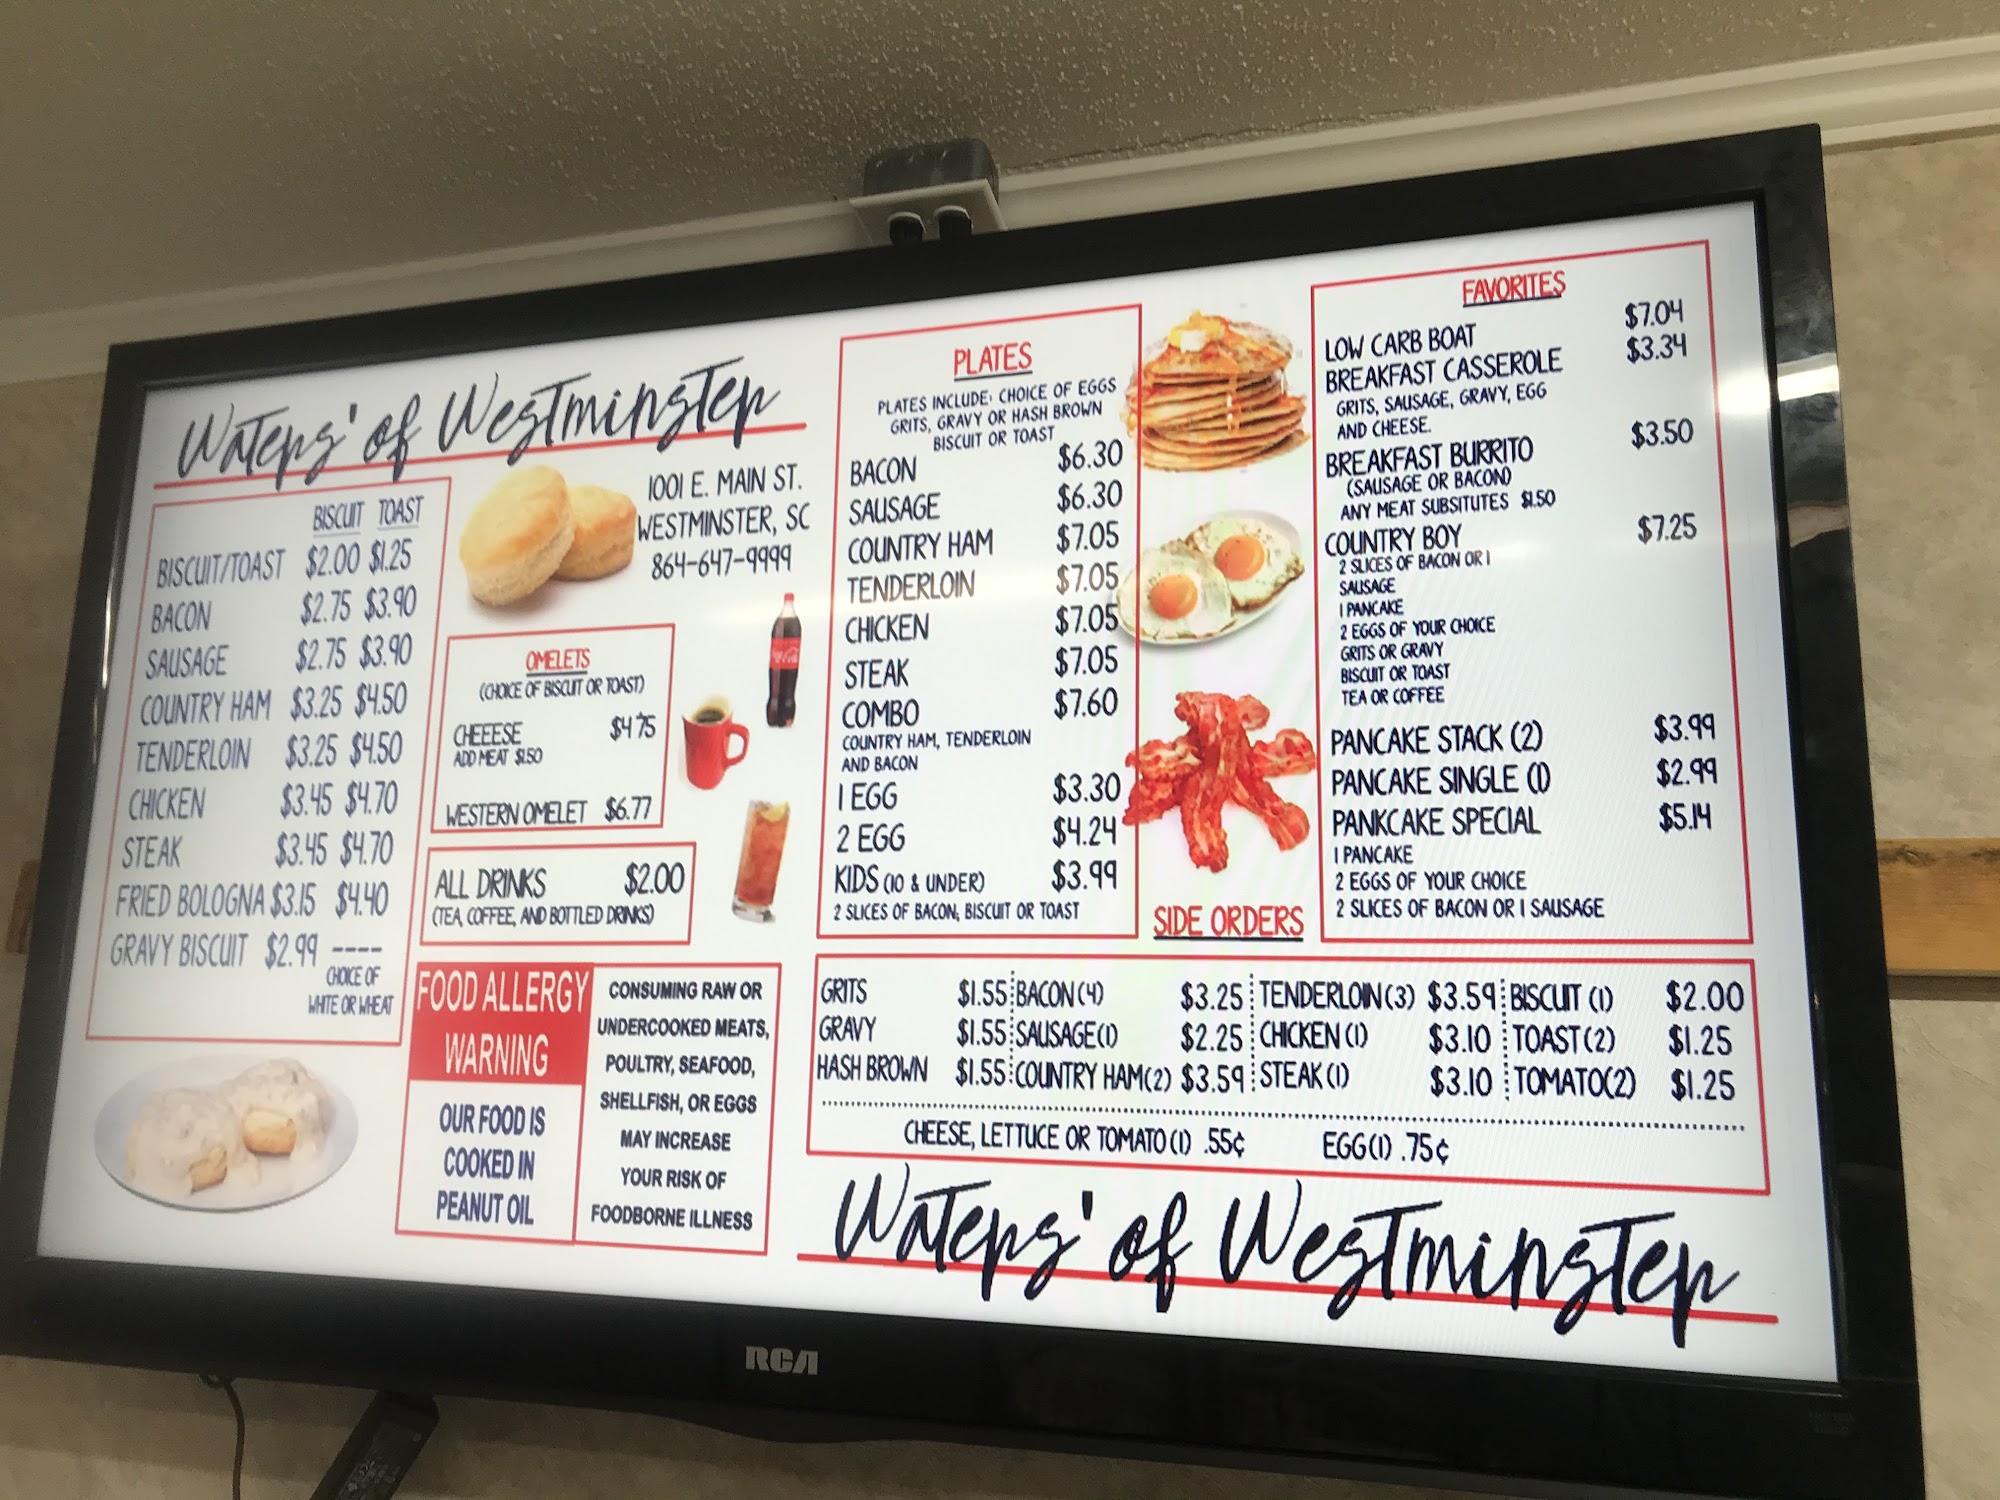 Waters' of Westminster
1001 E. MAIN ST.
WESTMINSTER, SC
864-647-9999
BISCUIT TOAST
BISCUIT/TOAST $2.00 $1.25
BACON $2.75 $3.90
SAUSAGE $2.75 $3.90
COUNTRY HAM $3.25 $4.50
TENDERLOIN $3.25 $4.50
CHICKEN $3.45 $4.70
STEAK $3.45 $4.70
FRIED BOLOGNA $3.15 $4.40
GRAVY BISCUIT $2.99 ----
CHOICE OF
WHITE OR WHEAT
OMELETS
(CHOICE OF BISCUIT OR TOAST)
CHEEESE $4.75
ADD MEAT $1.50
WESTERN OMELET $6.77
ALL DRINKS $2.00
(TEA, COFFEE, AND BOTTLED DRINKS)
FOOD ALLERGY
WARNING
OUR FOOD IS
COOKED IN
PEANUT OIL
CONSUMING RAW OR
UNDERCOOKED MEATS,
POULTRY, SEAFOOD,
SHELLFISH, OR EGGS
MAY INCREASE
YOUR RISK OF
FOODBORNE ILLNESS
PLATES
PLATES INCLUDE: CHOICE OF EGGS
GRITS, GRAVY OR HASH BROWN
BISCUIT OR TOAST
BACON $6.30
SAUSAGE $6.30
COUNTRY HAM $7.05
TENDERLOIN $7.05
CHICKEN $7.05
STEAK $7.05
COMBO $7.60
COUNTRY HAM, TENDERLOIN
AND BACON
1 EGG $3.30
2 EGG $4.24
KIDS (10 & UNDER) $3.99
2 SLICES OF BACON, BISCUIT OR TOAST
FAVORITES
LOW CARB BOAT $7.04
BREAKFAST CASSEROLE $3.34
GRITS, SAUSAGE, GRAVY, EGG
AND CHEESE.
BREAKFAST BURRITO $3.50
(SAUSAGE OR BACON)
ANY MEAT SUBSITUTES $1.50
COUNTRY BOY $7.25
2 SLICES OF BACON OR 1
SAUSAGE
1 PANCAKE
2 EGGS OF YOUR CHOICE
GRITS OR GRAVY
BISCUIT OR TOAST
TEA OR COFFEE
PANCAKE STACK (2) $3.99
PANCAKE SINGLE (1) $2.99
PANKCAKE SPECIAL $5.14
1 PANCAKE
2 EGGS OF YOUR CHOICE
2 SLICES OF BACON OR 1 SAUSAGE
SIDE ORDERS
GRITS $1.55 BACON (4) $3.25 TENDERLOIN (3) $3.59 BISCUIT (1) $2.00
GRAVY $1.55 SAUSAGE (1) $2.25 CHICKEN (1) $3.10 TOAST (2) $1.25
HASH BROWN $1.55 COUNTRY HAM (2) $3.59 STEAK (1) $3.10 TOMATO(2) $1.25
CHEESE, LETTUCE OR TOMATO (1) .55¢ EGG (1) .75¢
Waters' of Westminster
RCA